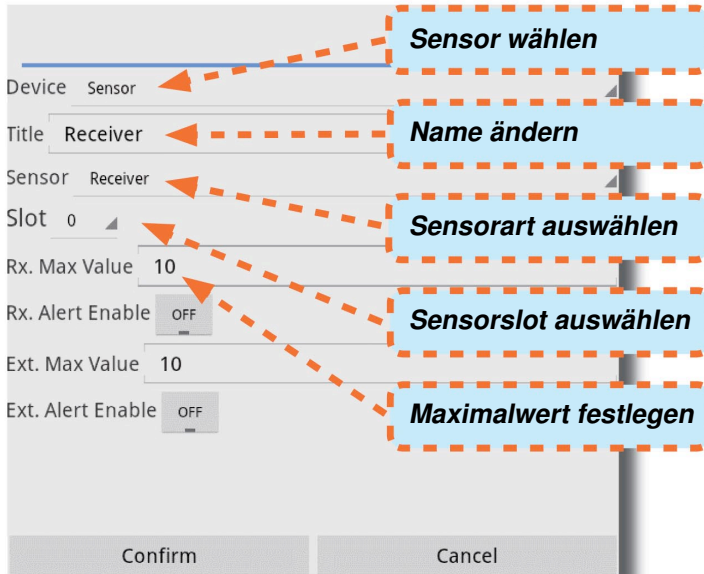 Sensor wählen
Device Sensor
Title Receiver
Name ändern
Sensor Receiver
Sensorart auswählen
Slot 0
Rx. Max Value 10
Rx. Alert Enable OFF
Sensorslot auswählen
Ext. Max Value 10
Ext. Alert Enable OFF
Maximalwert festlegen
Confirm Cancel